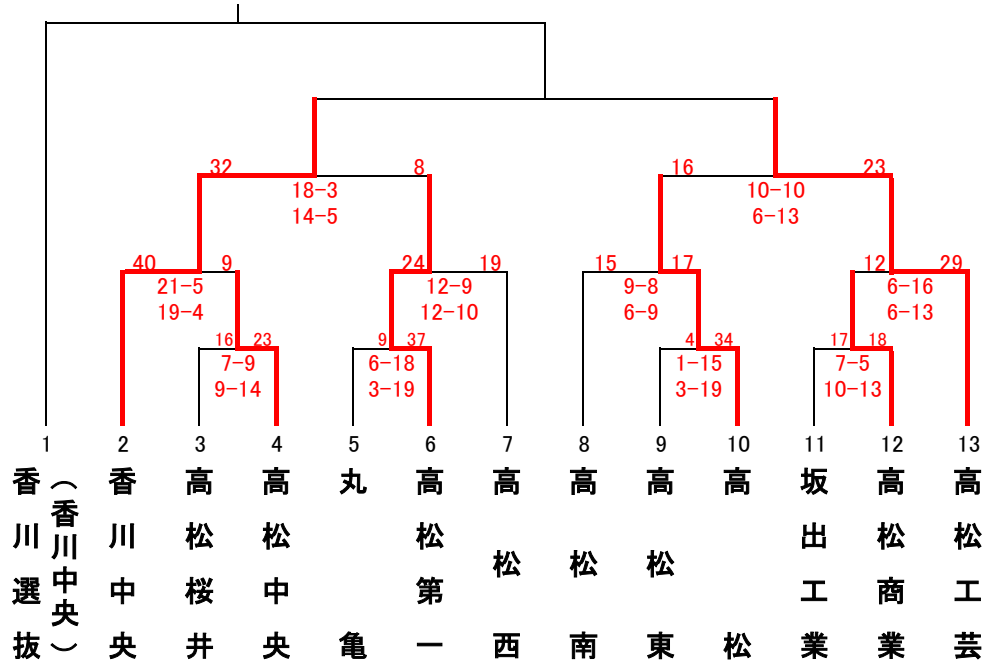 32 8 16 23
18-3 10-10
14-5 6-13
40 9 24 19 15 17 12 29
21-5 12-9 9-8 6-16
19-4 12-10 6-9 6-13
16 23 9 37 4 34 17 18
7-9 6-18 1-15 7-5
9-14 3-19 3-19 10-13
1 2 3 4 5 6 7 8 9 10 11 12 13
香川選抜
（香川中央）
香川中央
高松桜井
高松中央
丸亀
高松第一
高松西
高松南
高松東
高松
坂出工業
高松商業
高松工芸